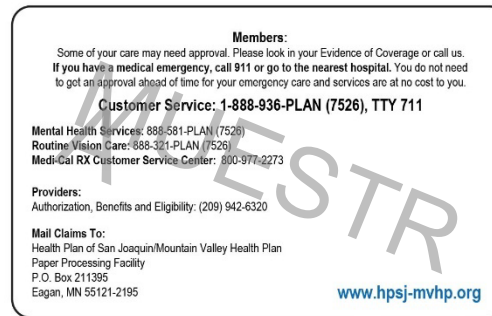 Members:
Some of your care may need approval. Please look in your Evidence of Coverage or call us.
If you have a medical emergency, call 911 or go to the nearest hospital. You do not need
to get an approval ahead of time for your emergency care and services are at no cost to you.
Customer Service: 1-888-936-PLAN (7526), TTY 711
Mental Health Services: 888-581-PLAN (7526)
Routine Vision Care: 888-321-PLAN (7526)
Medi-Cal RX Customer Service Center: 800-977-2273
Providers:
Authorization, Benefits and Eligibility: (209) 942-6320
Mail Claims To:
Health Plan of San Joaquin/Mountain Valley Health Plan
Paper Processing Facility
P.O. Box 211395
Eagan, MN 55121-2195
www.hpsj-mvhp.org
MUESTRA